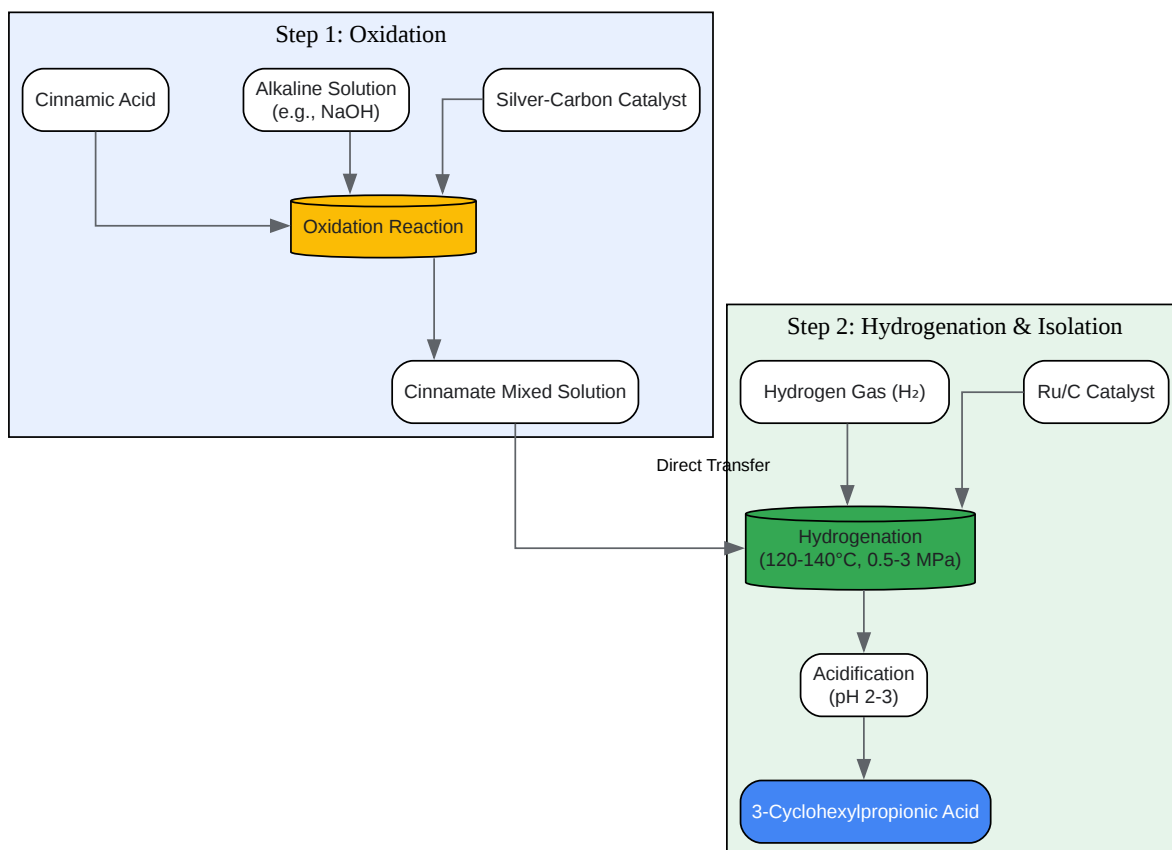 Step 1: Oxidation
Cinnamic Acid
Alkaline Solution
(e.g., NaOH)
Silver-Carbon Catalyst
Oxidation Reaction
Cinnamate Mixed Solution
Direct Transfer
Step 2: Hydrogenation & Isolation
Hydrogen Gas (H₂)
Ru/C Catalyst
Hydrogenation
(120-140°C, 0.5-3 MPa)
Acidification
(pH 2-3)
3-Cyclohexylpropionic Acid